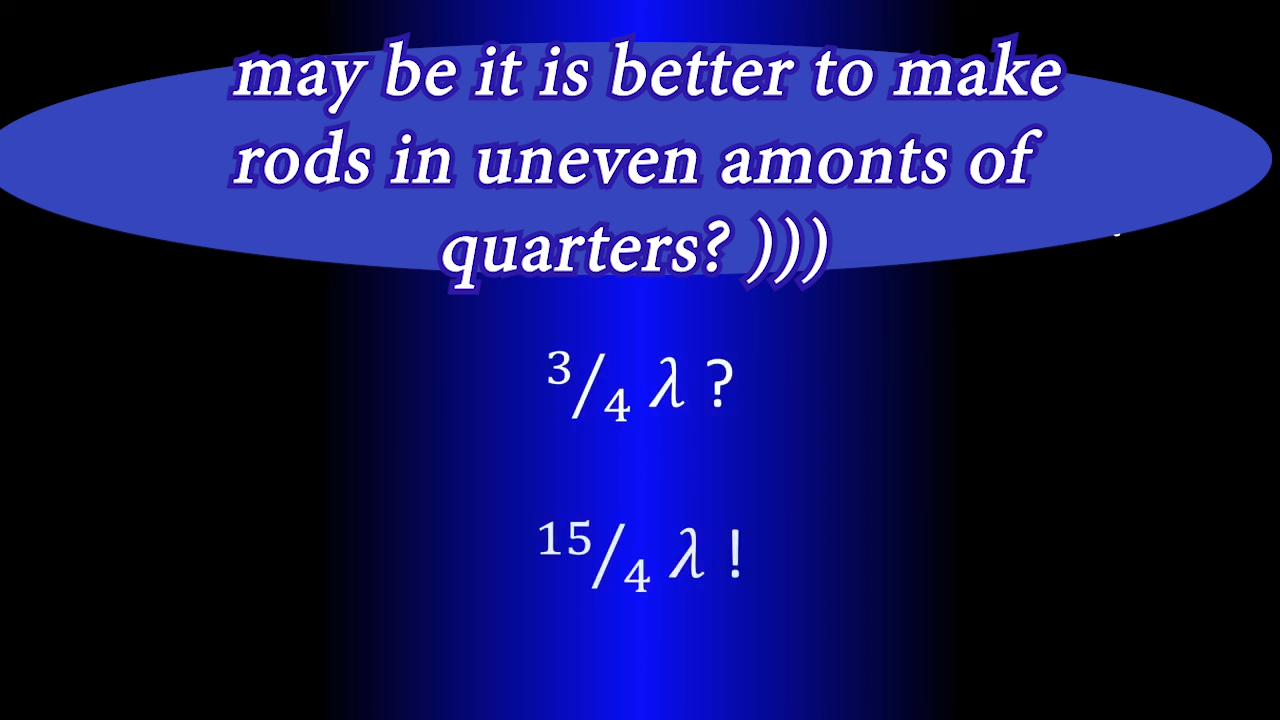 may be it is better to make
rods in uneven amonts of
quarters? )))
3/4 λ ?
15/4 λ !